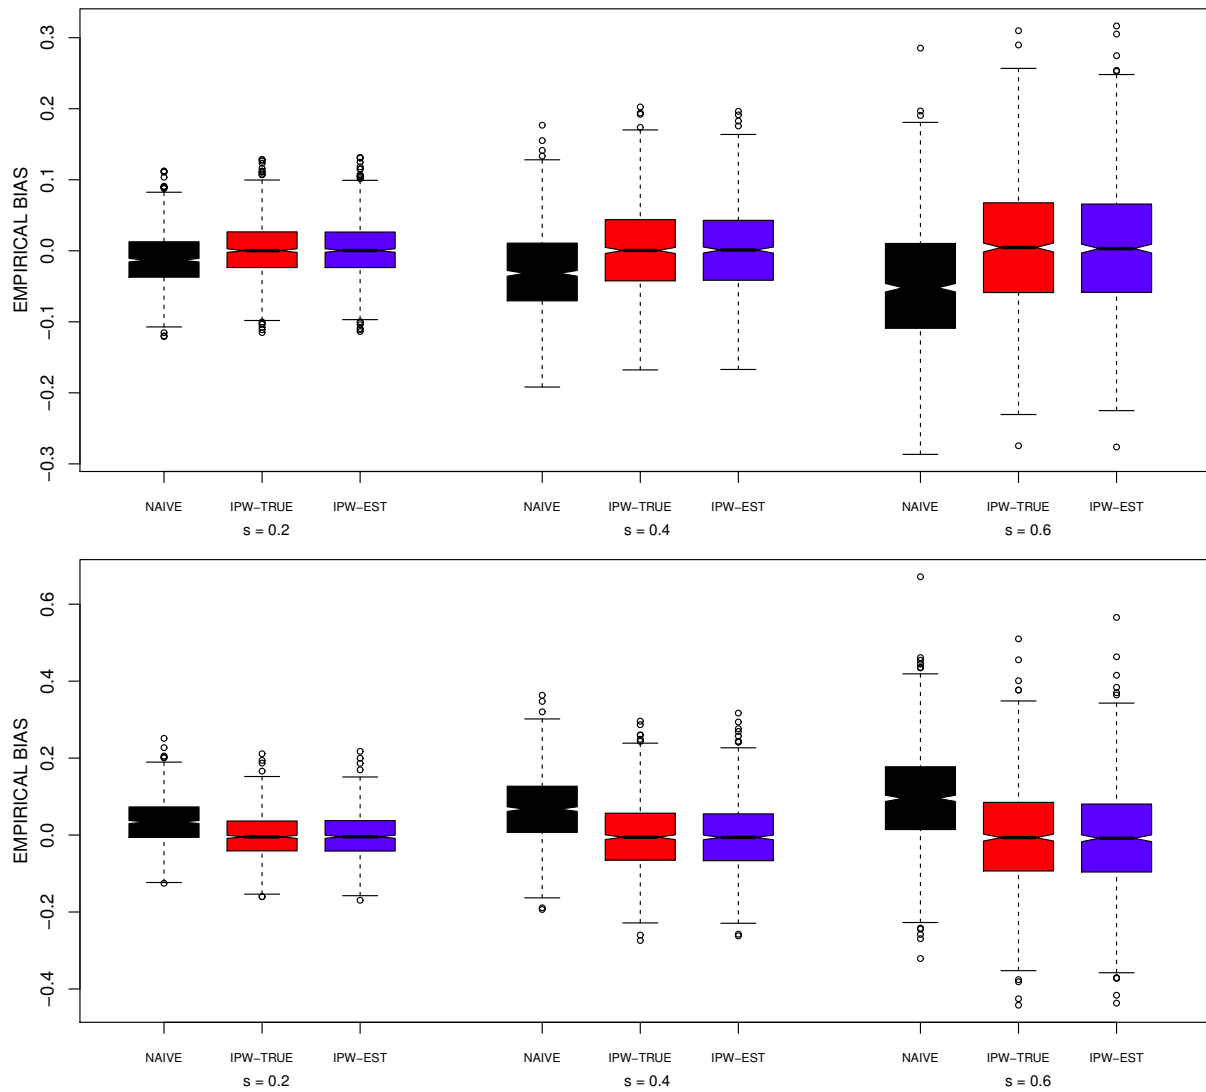 EMPIRICAL BIAS
0.3
0.2
0.1
0.0
−0.1
−0.2
−0.3
NAIVE IPW−TRUE IPW−EST NAIVE IPW−TRUE IPW−EST NAIVE IPW−TRUE IPW−EST
s = 0.2 s = 0.4 s = 0.6
EMPIRICAL BIAS
0.6
0.4
0.2
0.0
−0.2
−0.4
NAIVE IPW−TRUE IPW−EST NAIVE IPW−TRUE IPW−EST NAIVE IPW−TRUE IPW−EST
s = 0.2 s = 0.4 s = 0.6